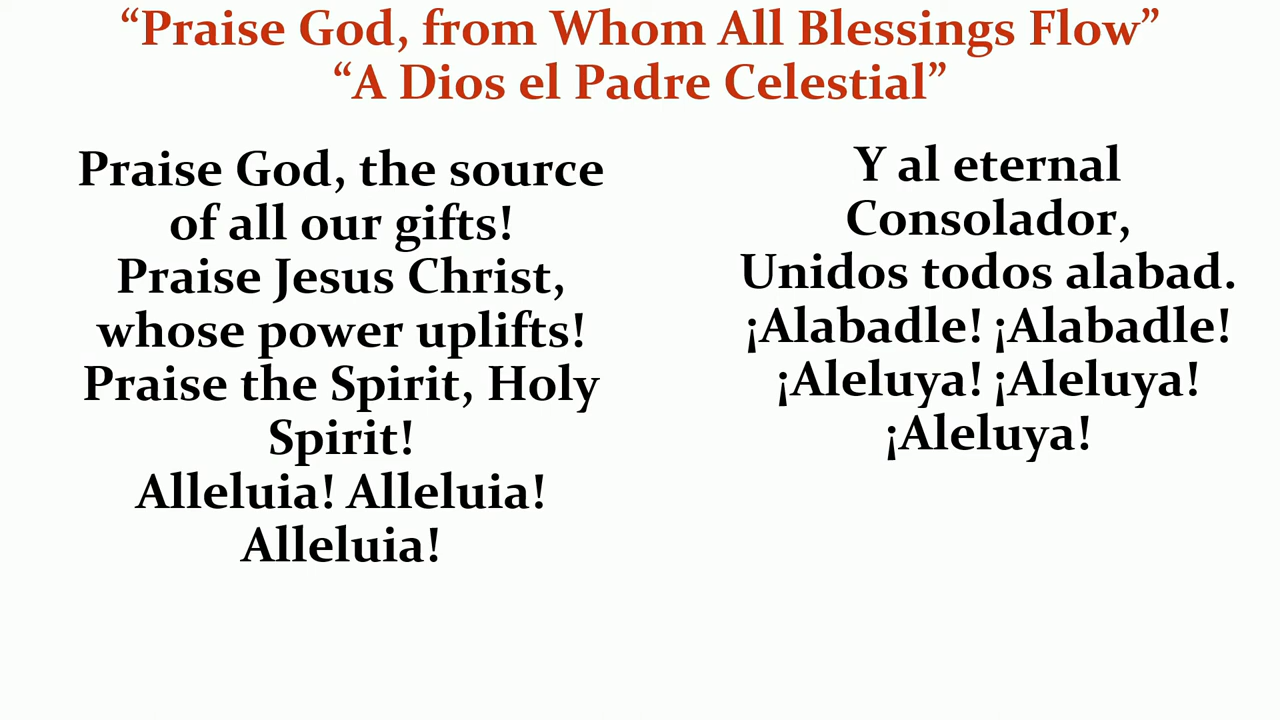 “Praise God, from Whom All Blessings Flow”
“A Dios el Padre Celestial”
Praise God, the source
of all our gifts!
Praise Jesus Christ,
whose power uplifts!
Praise the Spirit, Holy
Spirit!
Alleluia! Alleluia!
Alleluia!
Y al eternal
Consolador,
Unidos todos alabad.
¡Alabadle! ¡Alabadle!
¡Aleluya! ¡Aleluya!
¡Aleluya!